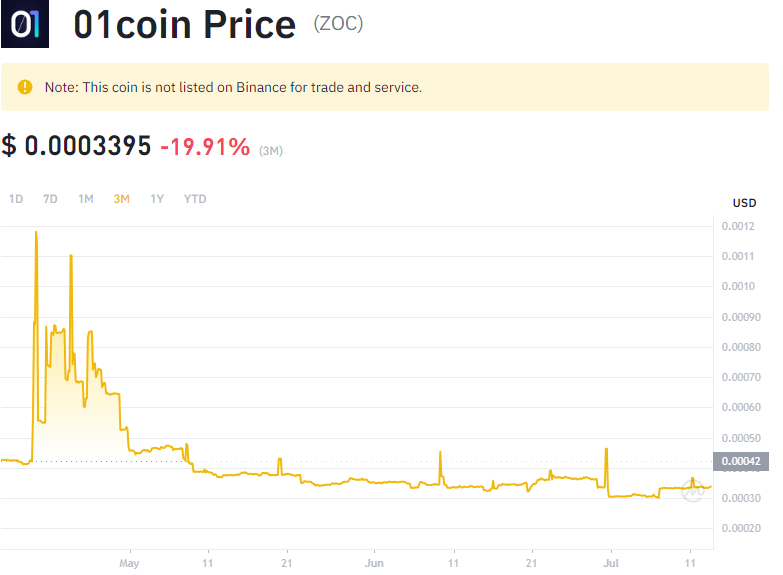 01
01coin Price (ZOC)
Note: This coin is not listed on Binance for trade and service.
$ 0.0003395 -19.91% (3M)
1D 7D 1M 3M 1Y YTD
USD
0.0012
0.0011
0.0010
0.00090
0.00080
0.00070
0.00060
0.00050
0.00042
0.00030
0.00020
May 11 21 Jun 11 21 Jul 11